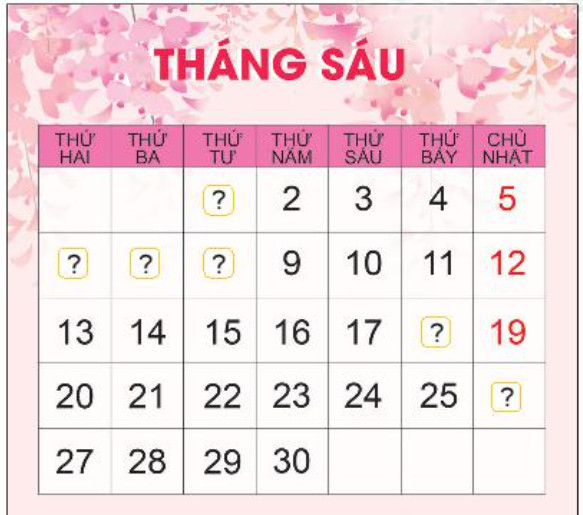 THÁNG SÁU
THỨ HAI THỨ BA THỨ TƯ THỨ NĂM THỨ SÁU THỨ BẢY CHỦ NHẬT
? 2 3 4 5
? ? ? 9 10 11 12
13 14 15 16 17 ? 19
20 21 22 23 24 25 ?
27 28 29 30